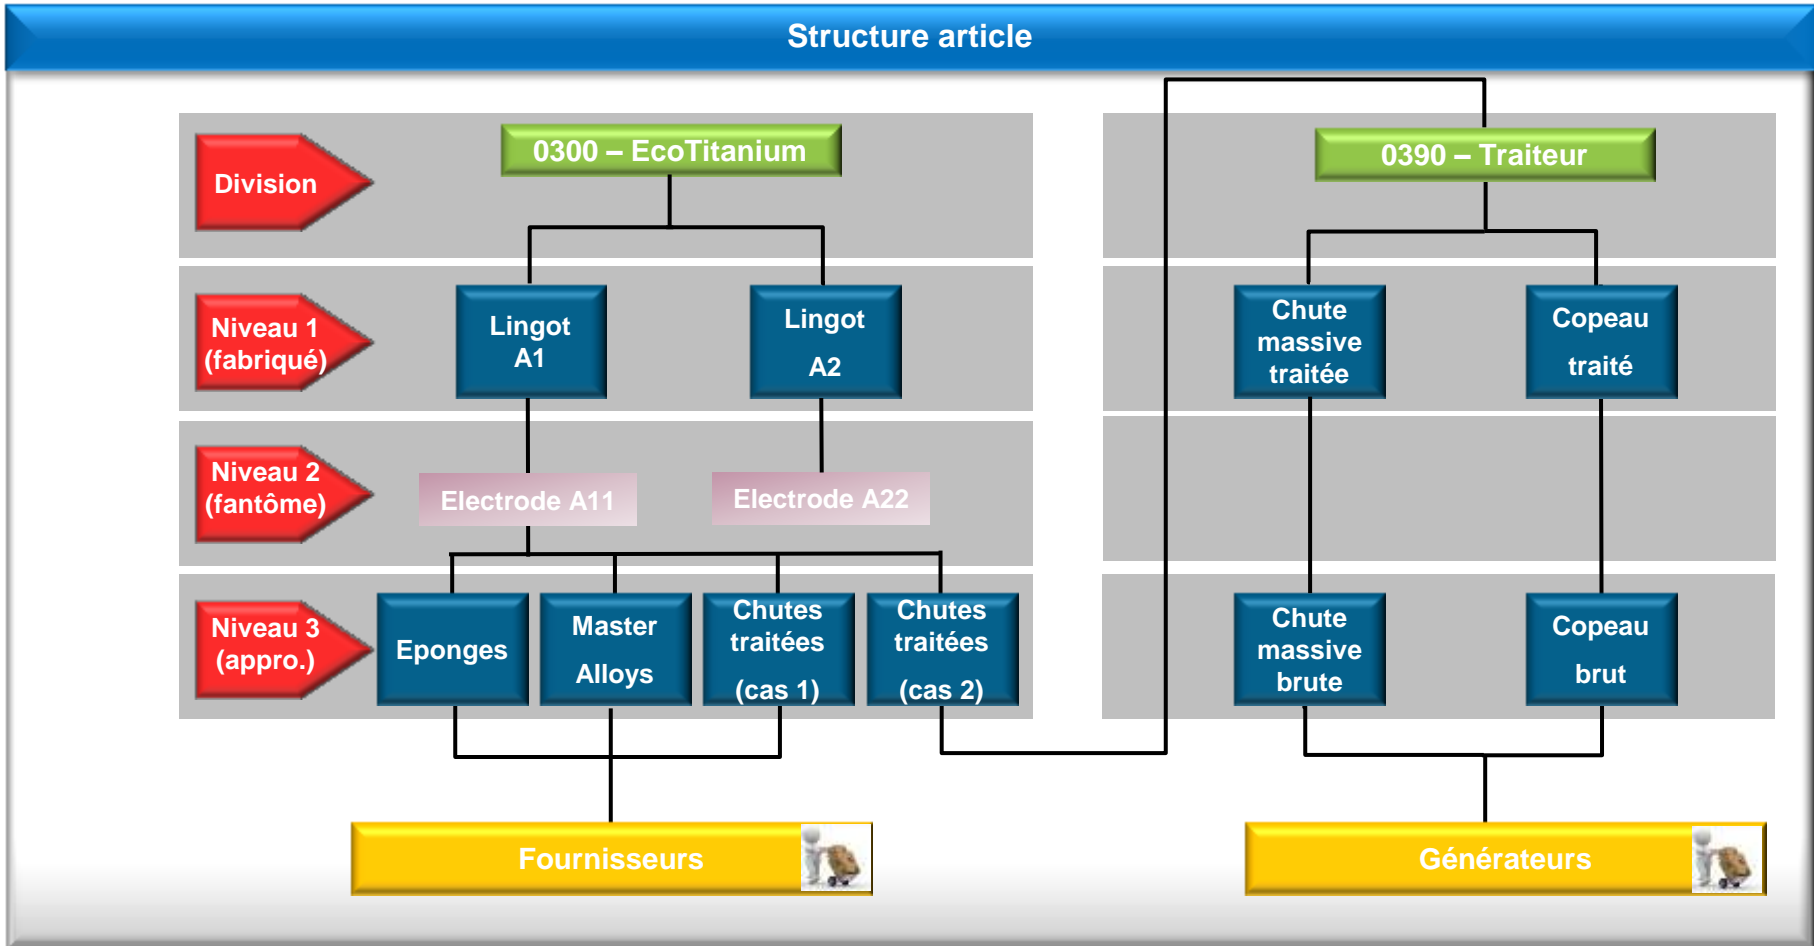 Structure article
Division
0300 – EcoTitanium
0390 – Traiteur
Niveau 1
(fabriqué)
Lingot
A1
Lingot
A2
Chute
massive
traitée
Copeau
traité
Niveau 2
(fantôme)
Electrode A11
Electrode A22
Niveau 3
(appro.)
Eponges
Master
Alloys
Chutes
traitées
(cas 1)
Chutes
traitées
(cas 2)
Chute
massive
brute
Copeau
brut
Fournisseurs
Générateurs